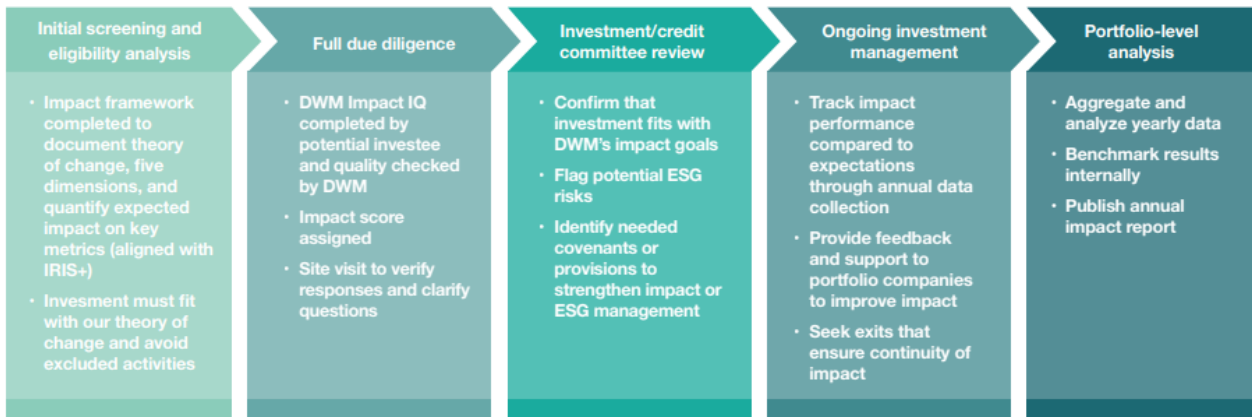 Initial screening and
eligibility analysis
• Impact framework
completed to
document theory
of change, five
dimensions, and
quantify expected
impact on key
metrics (aligned with
IRIS+)
• Invesment must fit
with our theory of
change and avoid
excluded activities
Full due diligence
• DWM Impact IQ
completed by
potential investee
and quality checked
by DWM
• Impact score
assigned
• Site visit to verify
responses and clarify
questions
Investment/credit
committee review
• Confirm that
investment fits with
DWM’s impact goals
• Flag potential ESG
risks
• Identify needed
covenants or
provisions to
strengthen impact or
ESG management
Ongoing investment
management
• Track impact
performance
compared to
expectations
through annual data
collection
• Provide feedback
and support to
portfolio companies
to improve impact
• Seek exits that
ensure continuity of
impact
Portfolio-level
analysis
• Aggregate and
analyze yearly data
• Benchmark results
internally
• Publish annual
impact report